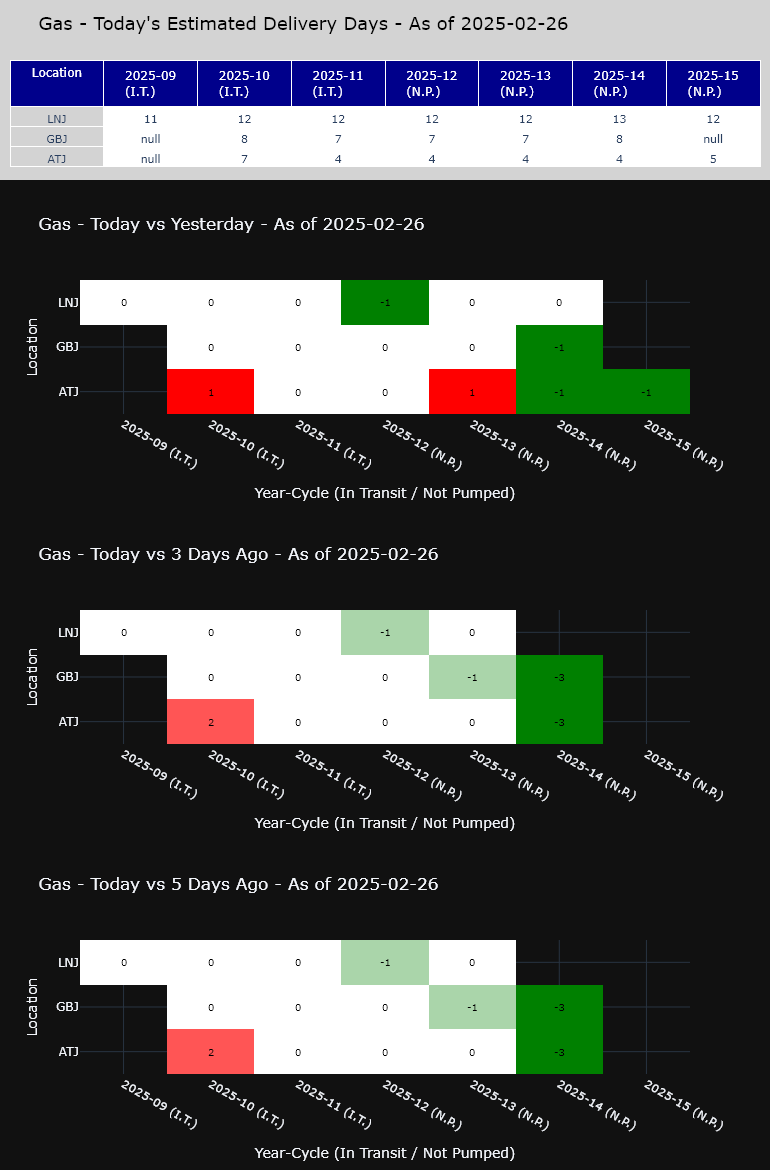 Gas - Today's Estimated Delivery Days - As of 2025-02-26
Location 2025-09 (I.T.) 2025-10 (I.T.) 2025-11 (I.T.) 2025-12 (N.P.) 2025-13 (N.P.) 2025-14 (N.P.) 2025-15 (N.P.)
LNJ 11 12 12 12 12 13 12
GBJ null 8 7 7 7 8 null
ATJ null 7 4 4 4 4 5
Gas - Today vs Yesterday - As of 2025-02-26
Location
LNJ 0 0 0 -1 0 0
GBJ 0 0 0 0 -1
ATJ 1 0 0 1 -1 -1
2025-09 (I.T.) 2025-10 (I.T.) 2025-11 (I.T.) 2025-12 (N.P.) 2025-13 (N.P.) 2025-14 (N.P.) 2025-15 (N.P.)
Year-Cycle (In Transit / Not Pumped)
Gas - Today vs 3 Days Ago - As of 2025-02-26
Location
LNJ 0 0 0 -1 0
GBJ 0 0 0 -1 -3
ATJ 2 0 0 0 -3
2025-09 (I.T.) 2025-10 (I.T.) 2025-11 (I.T.) 2025-12 (N.P.) 2025-13 (N.P.) 2025-14 (N.P.) 2025-15 (N.P.)
Year-Cycle (In Transit / Not Pumped)
Gas - Today vs 5 Days Ago - As of 2025-02-26
Location
LNJ 0 0 0 -1 0
GBJ 0 0 0 -1 -3
ATJ 2 0 0 0 -3
2025-09 (I.T.) 2025-10 (I.T.) 2025-11 (I.T.) 2025-12 (N.P.) 2025-13 (N.P.) 2025-14 (N.P.) 2025-15 (N.P.)
Year-Cycle (In Transit / Not Pumped)